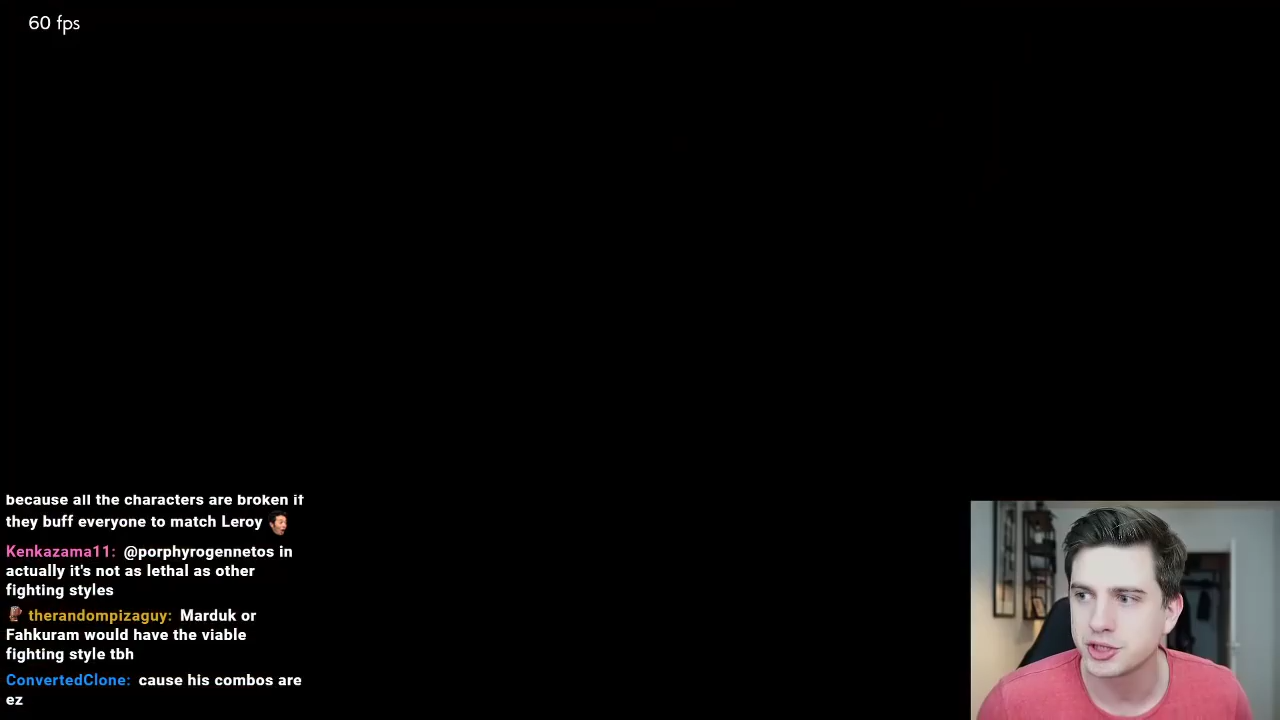 60 fps
because all the characters are broken if
they buff everyone to match Leroy
Kenkazama11: @porphyrogennetos in
actually it's not as lethal as other
fighting styles
therandompizaguy: Marduk or
Fahkuram would have the viable
fighting style tbh
ConvertedClone: cause his combos are
ez